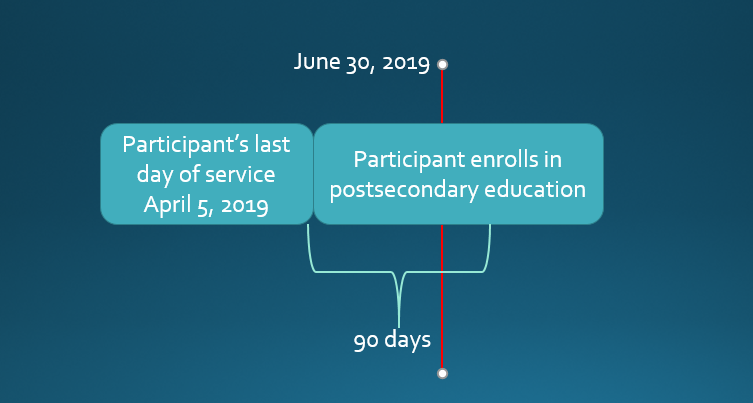 June 30, 2019
Participant's last
day of service
April 5, 2019
Participant enrolls in
postsecondary education
90 days